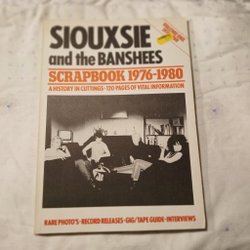 SIOUXSIE
and the BANSHEES
SCRAPBOOK 1976-1980
A HISTORY IN CUTTINGS · 120 PAGES OF VITAL INFORMATION
RARE PHOTO'S · RECORD RELEASES · GIG/TAPE GUIDE · INTERVIEWS